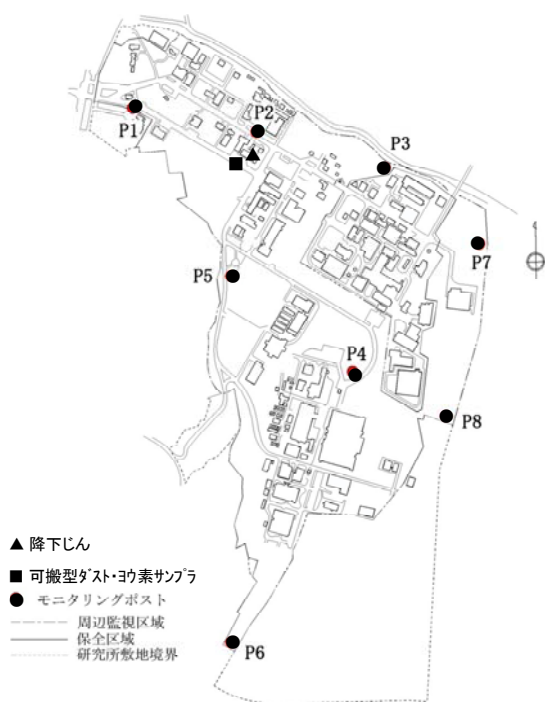 P1
P2
P3
P7
P5
P4
P8
▲ 降下じん
■ 可搬型ダスト・ヨウ素サンプラ
● モニタリングポスト
周辺監視区域
保全区域
研究所敷地境界
P6